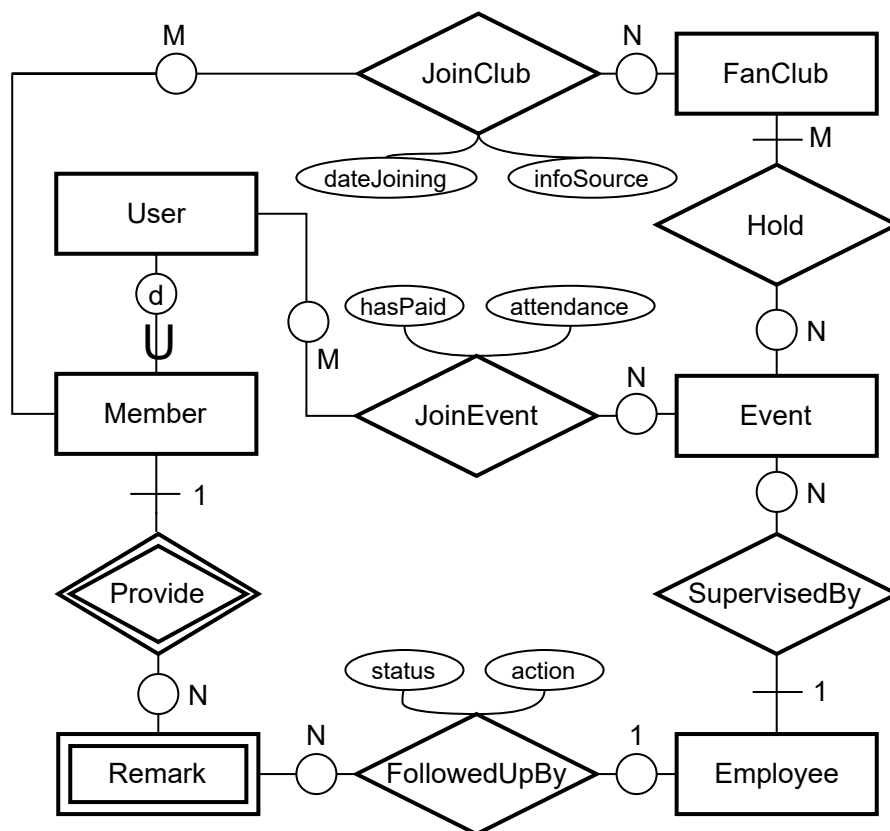 M
JoinClub
N
FanClub
M
dateJoining
infoSource
User
Hold
d
hasPaid
attendance
M
N
U
Member
JoinEvent
N
Event
1
N
Provide
SupervisedBy
status
action
N
1
N
1
Remark
FollowedUpBy
Employee